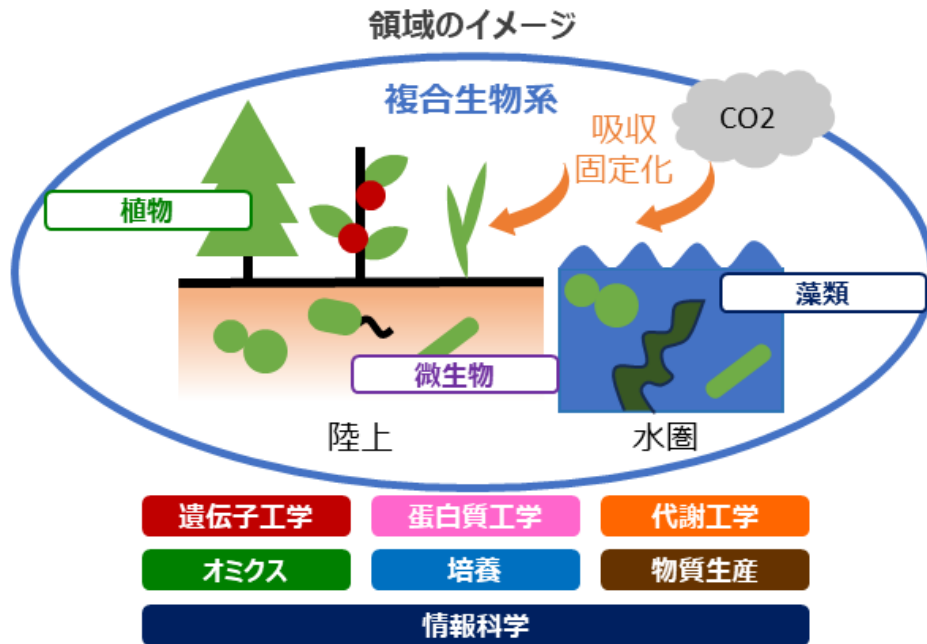 領域のイメージ
複合生物系
CO2
吸収
固定化
植物
藻類
微生物
陸上
水圏
遺伝子工学
蛋白質工学
代謝工学
オミクス
培養
物質生産
情報科学